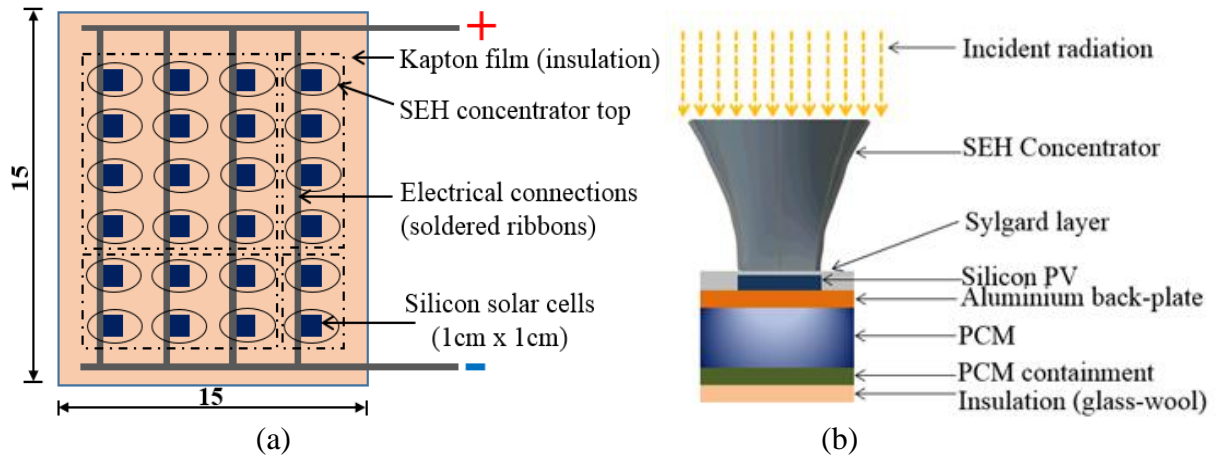 15
15
+
-
Kapton film (insulation)
SEH concentrator top
Electrical connections
(soldered ribbons)
Silicon solar cells
(1cm x 1cm)
(a)
Incident radiation
SEH Concentrator
Sylgard layer
Silicon PV
Aluminium back-plate
PCM
PCM containment
Insulation (glass-wool)
(b)